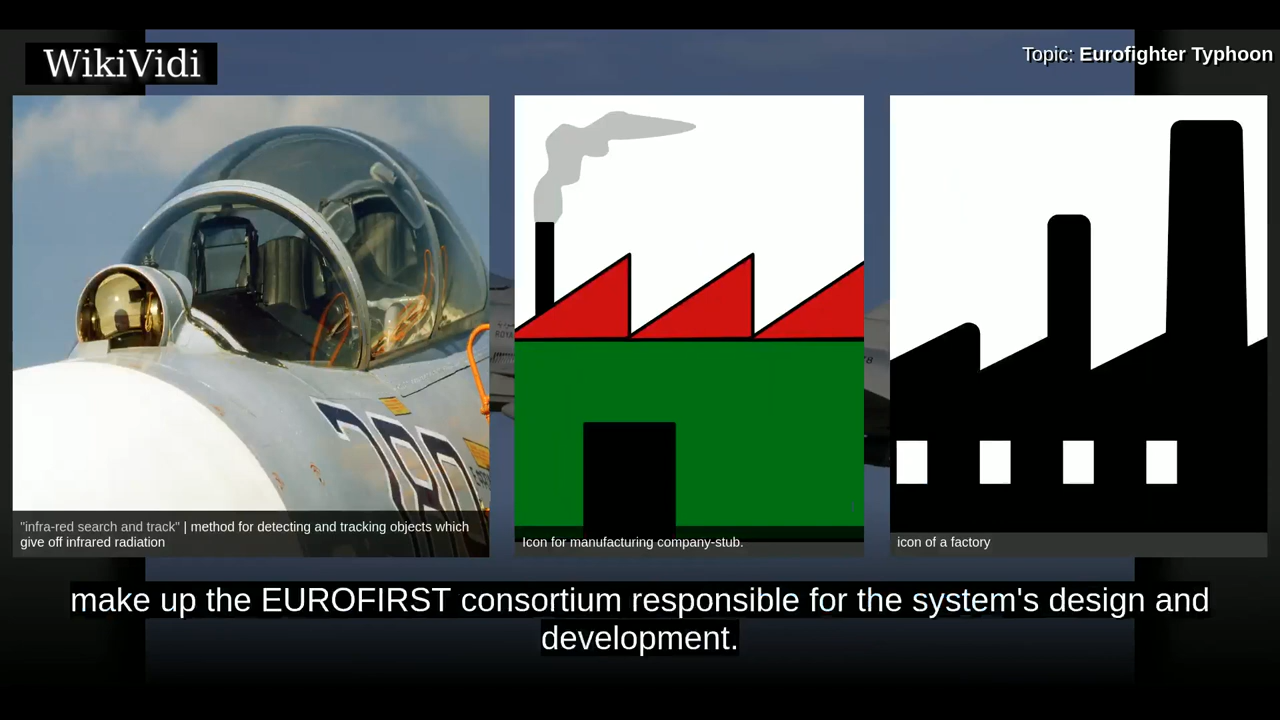 WikiVidi
Topic: Eurofighter Typhoon
780
"infra-red search and track" | method for detecting and tracking objects which
give off infrared radiation
Icon for manufacturing company-stub.
icon of a factory
make up the EUROFIRST consortium responsible for the system's design and
development.